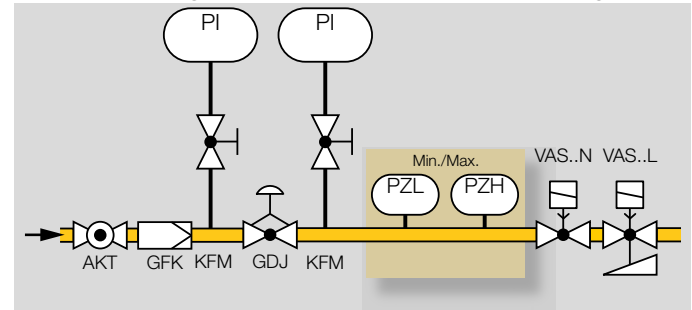 PI PI
Min./Max.
VAS..N VAS..L
PZL PZH
AKT GFK KFM GDJ KFM